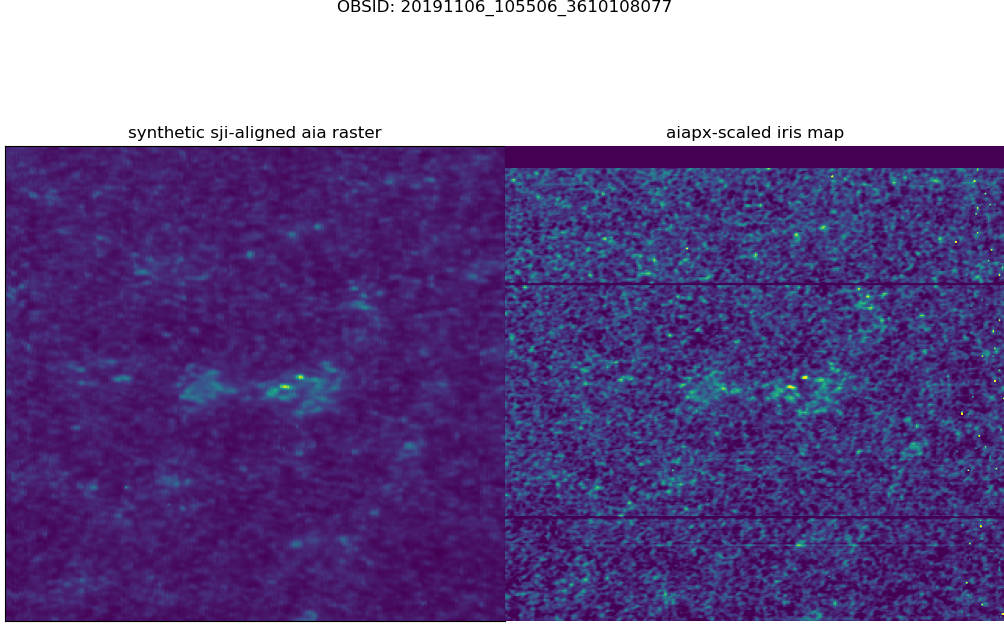 OBSID: 20191106_105506_3610108077
synthetic sji-aligned aia raster
aiapx-scaled iris map